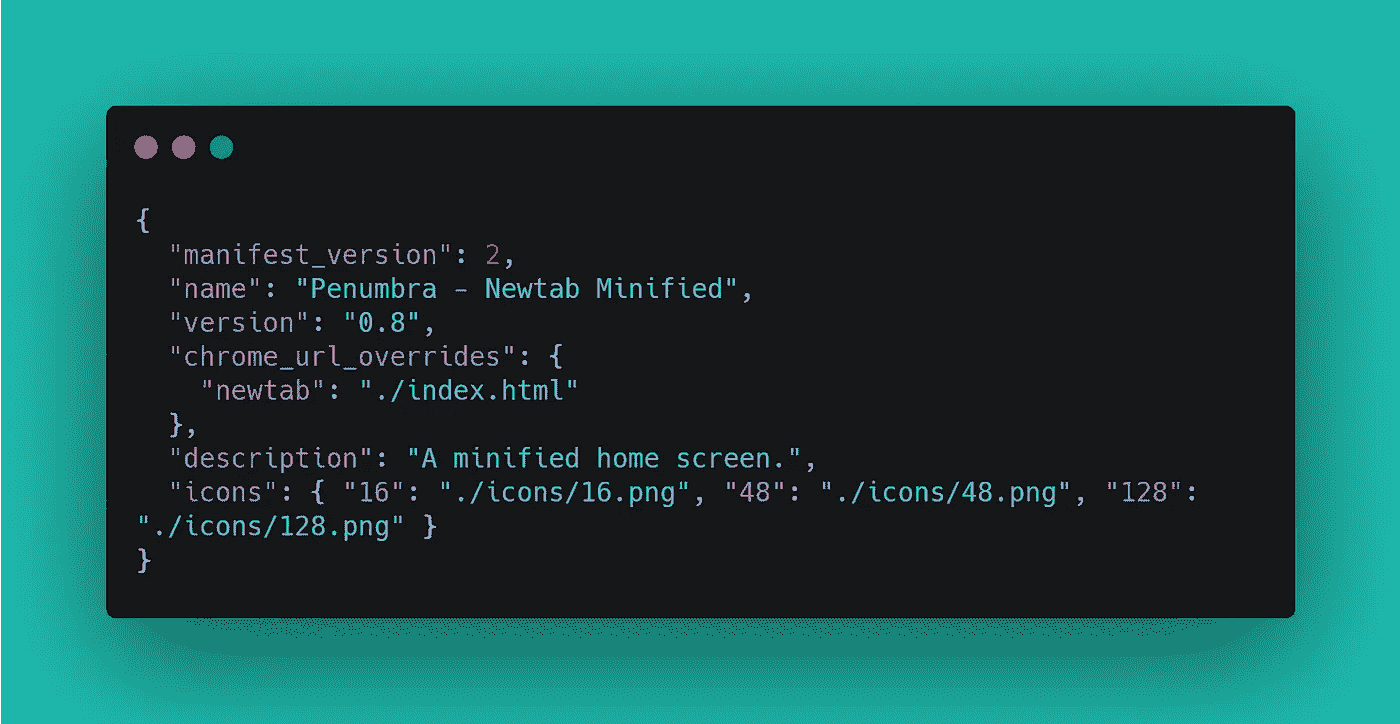 {
  "manifest_version": 2,
  "name": "Penumbra – Newtab Minified",
  "version": "0.8",
  "chrome_url_overrides": {
    "newtab": "./index.html"
  },
  "description": "A minified home screen.",
  "icons": { "16": "./icons/16.png", "48": "./icons/48.png", "128":
"./icons/128.png" }
}